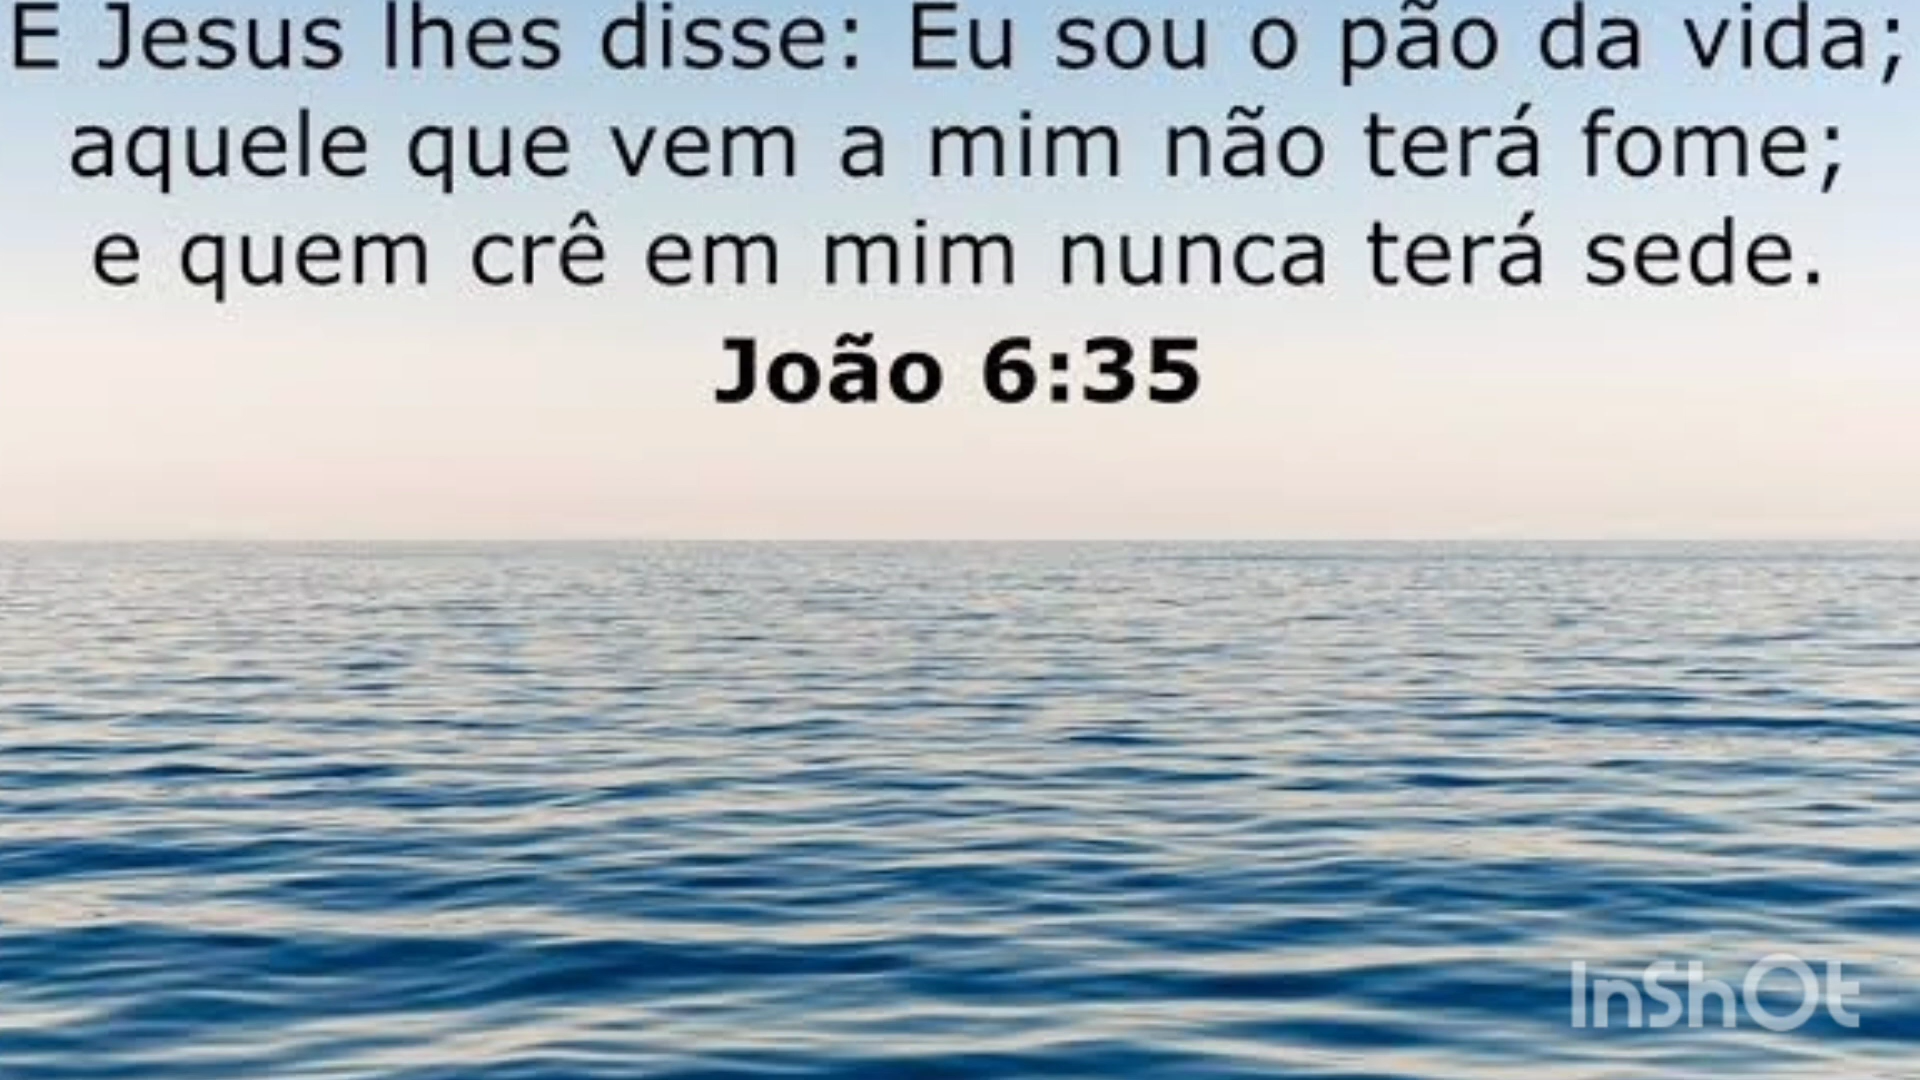 E Jesus lhes disse: Eu sou o pão da vida;
aquele que vem a mim não terá fome;
e quem crê em mim nunca terá sede.
João 6:35
InShOt